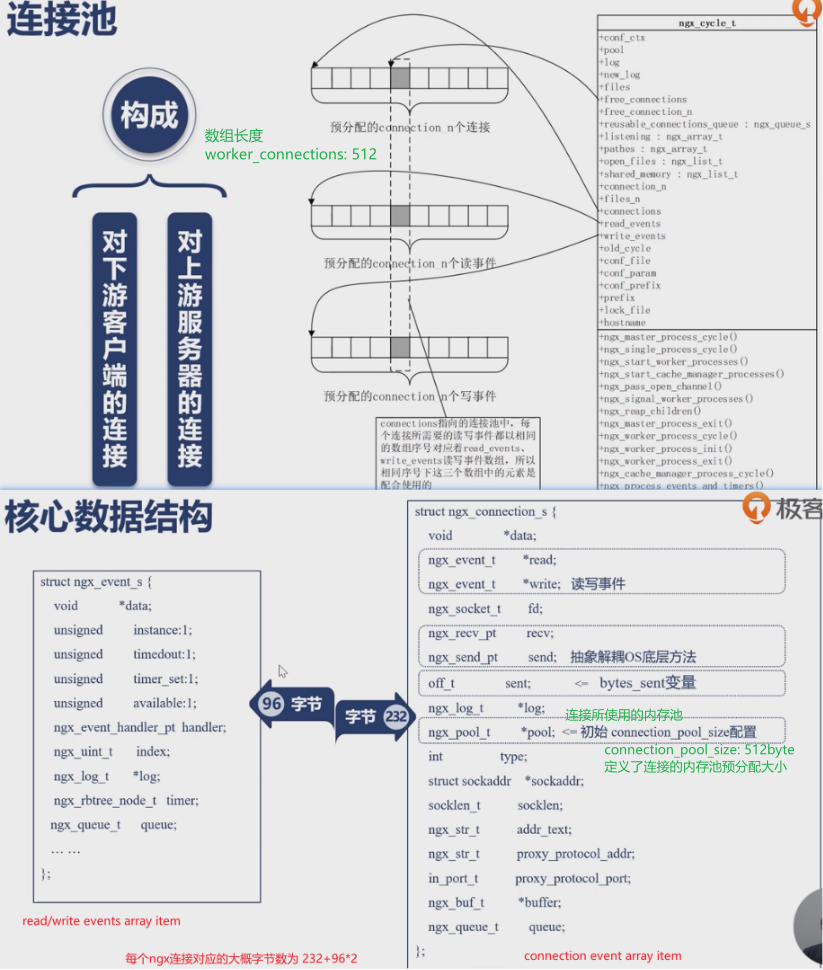 连接池
构成
数组长度
worker_connections: 512
对下游客户端的连接
对上游服务器的连接
预分配的connection_n个连接
预分配的connection_n个读事件
预分配的connection_n个写事件
connections指向的连接池中，每
个连接所需要的读写事件都以相同
的数组序号对应着read_events、
write_events读写事件数组，所以
相同序号下这三个数组中的元素是
配合使用的
ngx_cycle_t
+conf_ctx
+pool
+log
+new_log
+files
+free_connections
+free_connection_n
+reusable_connections_queue : ngx_queue_s
+listening : ngx_array_t
+pathes : ngx_array_t
+open_files : ngx_list_t
+shared_memory : ngx_list_t
+connection_n
+files_n
+connections
+read_events
+write_events
+old_cycle
+conf_file
+conf_param
+conf_prefix
+prefix
+lock_file
+hostname
+ngx_master_process_cycle()
+ngx_single_process_cycle()
+ngx_start_worker_processes()
+ngx_start_cache_manager_processes()
+ngx_pass_open_channel()
+ngx_signal_worker_processes()
+ngx_reap_children()
+ngx_master_process_exit()
+ngx_worker_process_cycle()
+ngx_worker_process_init()
+ngx_worker_process_exit()
+ngx_cache_manager_process_cycle()
+ngx_process_events_and_timers()
核心数据结构
极客
struct ngx_event_s {
void *data;
unsigned instance:1;
unsigned timedout:1;
unsigned timer_set:1;
unsigned available:1;
ngx_event_handler_pt handler;
ngx_uint_t index;
ngx_log_t *log;
ngx_rbtree_node_t timer;
ngx_queue_t queue;
… …
};
96 字节
字节 232
struct ngx_connection_s {
void *data;
ngx_event_t *read;
ngx_event_t *write; 读写事件
ngx_socket_t fd;
ngx_recv_pt recv;
ngx_send_pt send; 抽象解耦OS底层方法
off_t sent; <= bytes_sent变量
ngx_log_t *log;
连接所使用的内存池
ngx_pool_t *pool; <= 初始 connection_pool_size配置
connection_pool_size: 512byte
定义了连接的内存池预分配大小
int type;
struct sockaddr *sockaddr;
socklen_t socklen;
ngx_str_t addr_text;
ngx_str_t proxy_protocol_addr;
in_port_t proxy_protocol_port;
ngx_buf_t *buffer;
ngx_queue_t queue;
};
read/write events array item
每个ngx连接对应的大概字节数为 232+96*2
connection event array item